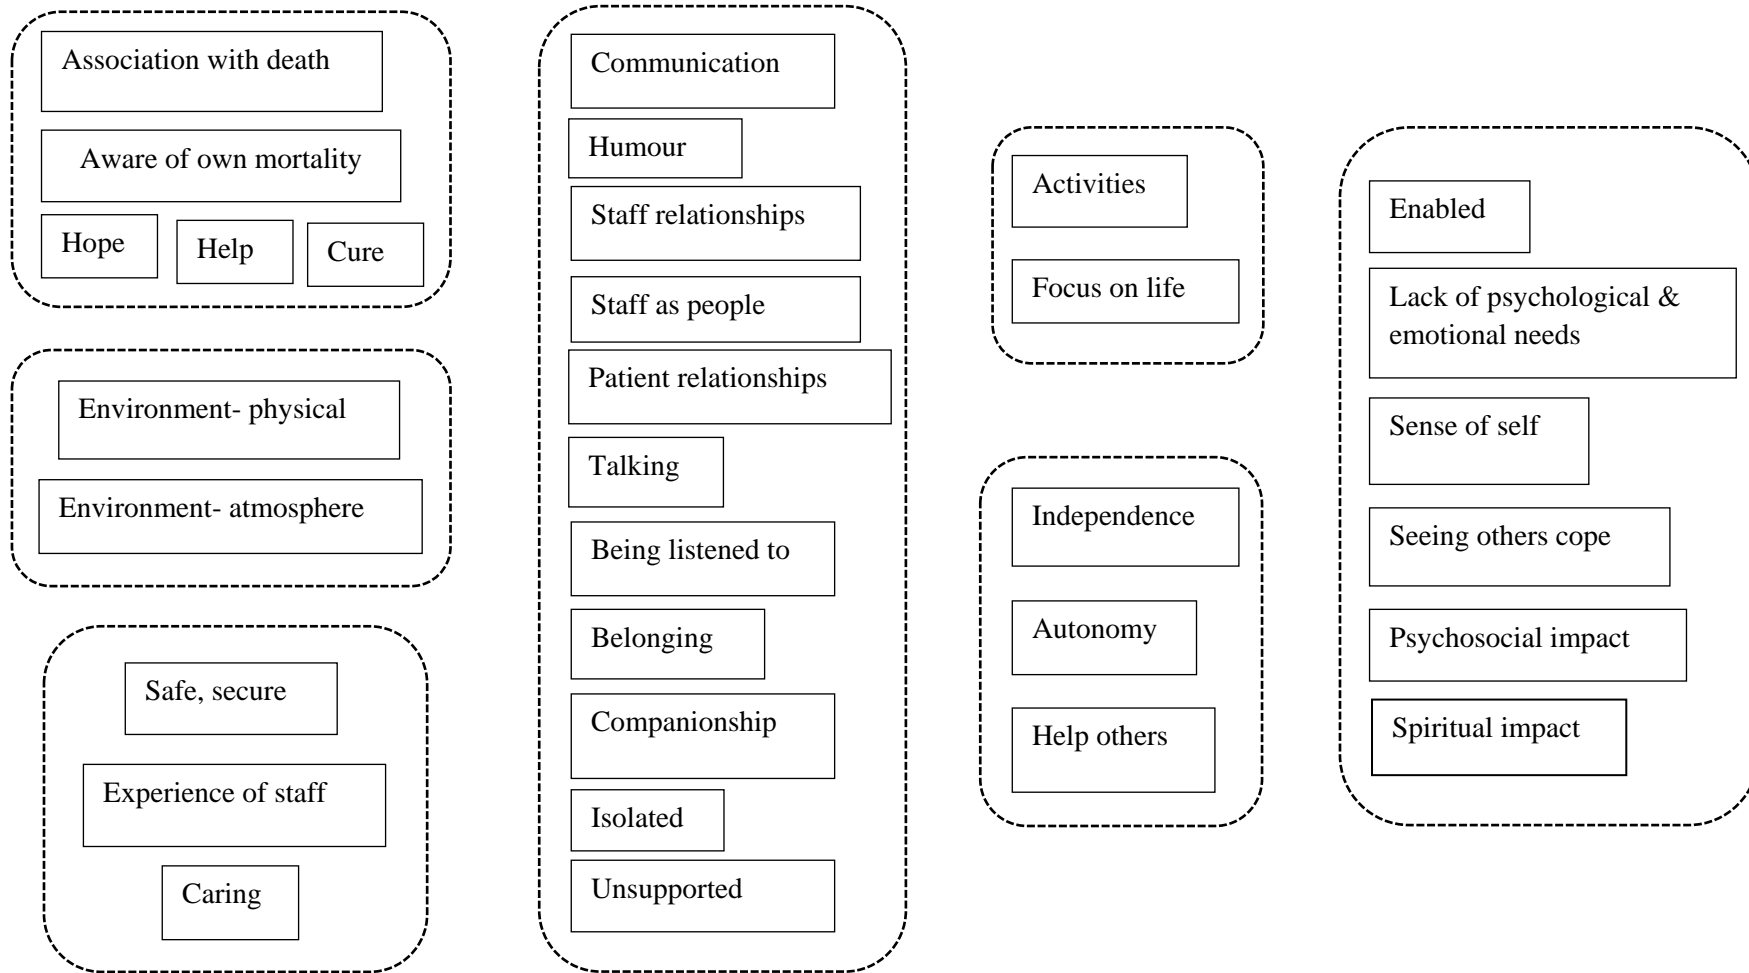 Association with death
Aware of own mortality
Hope
Help
Cure
Environment- physical
Environment- atmosphere
Safe, secure
Experience of staff
Caring
Communication
Humour
Staff relationships
Staff as people
Patient relationships
Talking
Being listened to
Belonging
Companionship
Isolated
Unsupported
Activities
Focus on life
Independence
Autonomy
Help others
Enabled
Lack of psychological &
emotional needs
Sense of self
Seeing others cope
Psychosocial impact
Spiritual impact